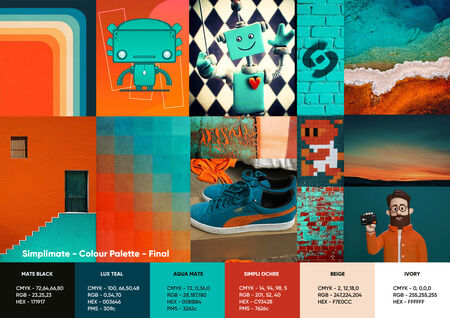 Simplimate - Colour Palette - Final
MATE BLACK
CMYK - 72,64,66,80
RGB - 23,23,23
HEX - 171917
LUX TEAL
CMYK - 100, 66,50,48
RGB - 0,54,70
HEX - 003646
PMS - 309c
AQUA MATE
CMYK - 72, 0,36,0
RGB - 28,187,180
HEX - 00B8B4
PMS - 3262c
SIMPLI OCHRE
CMYK - 14, 94, 98, 5
RGB - 201, 52, 40
HEX - C93428
PMS - 7626c
BEIGE
CMYK - 2, 12,18,0
RGB - 247,224,204
HEX - F7E0CC
IVORY
CMYK - 0, 0,0,0
RGB - 255,255,255
HEX - FFFFFF